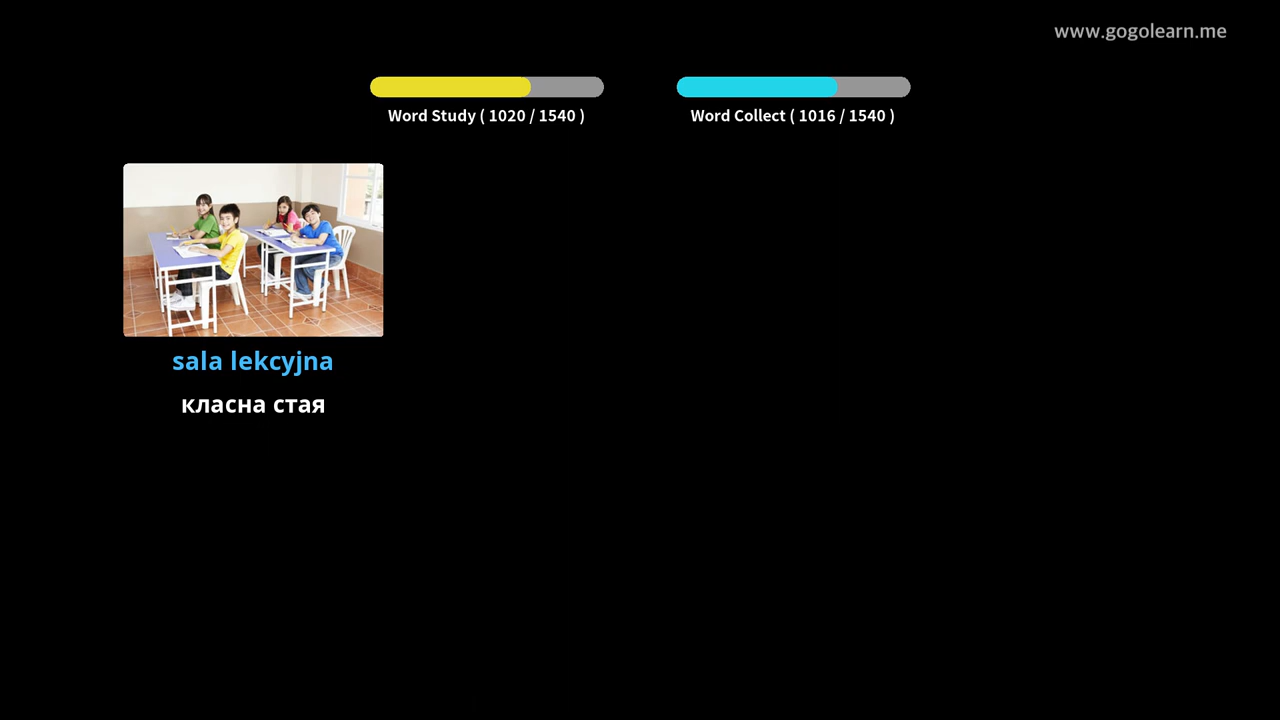 www.gogolearn.me
Word Study ( 1020 / 1540 )
Word Collect ( 1016 / 1540 )
sala lekcyjna
класна стая